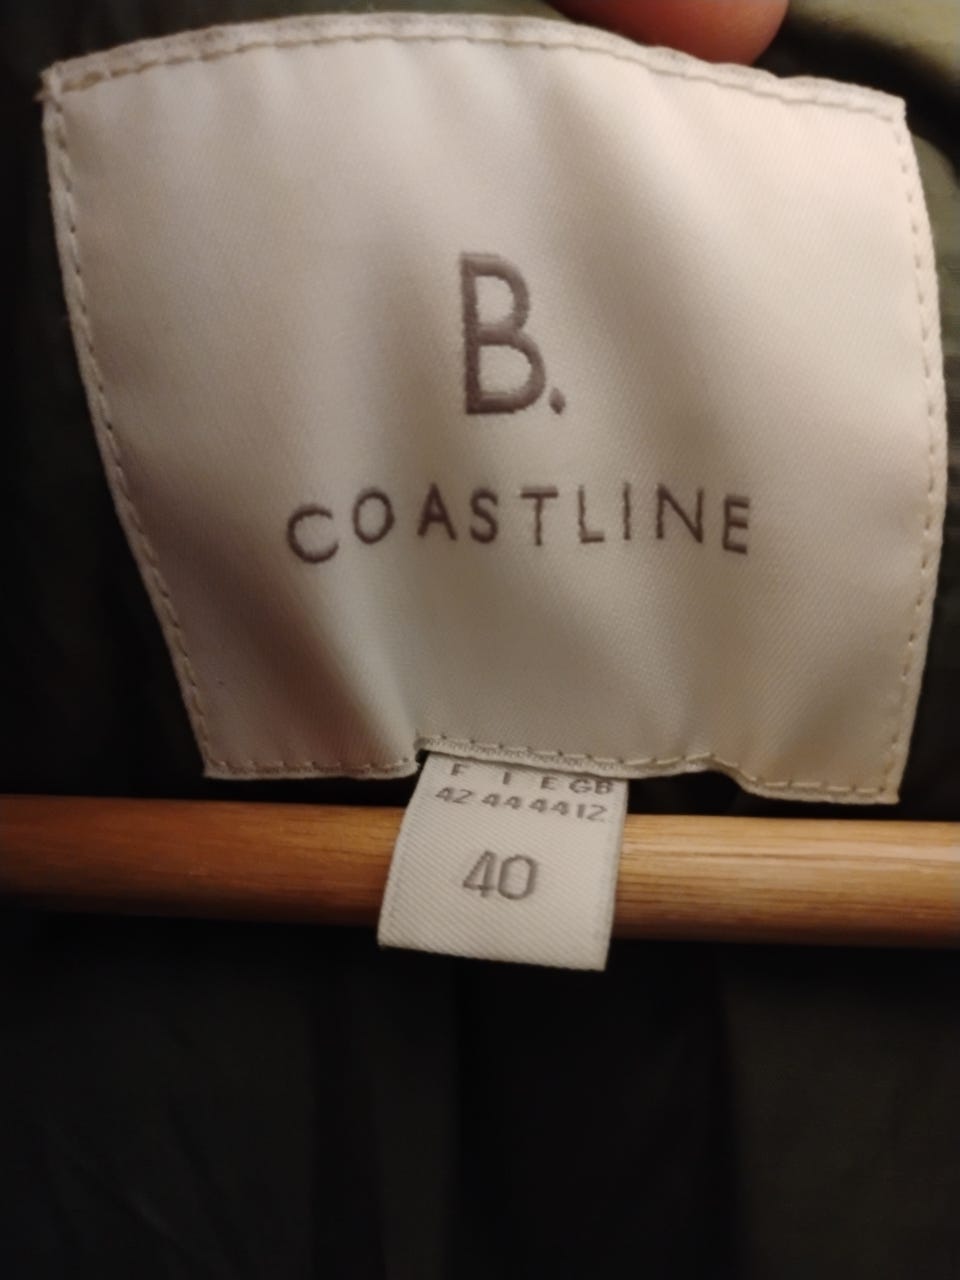 B.
COASTLINE
F I E GB
42 44 44 12
40